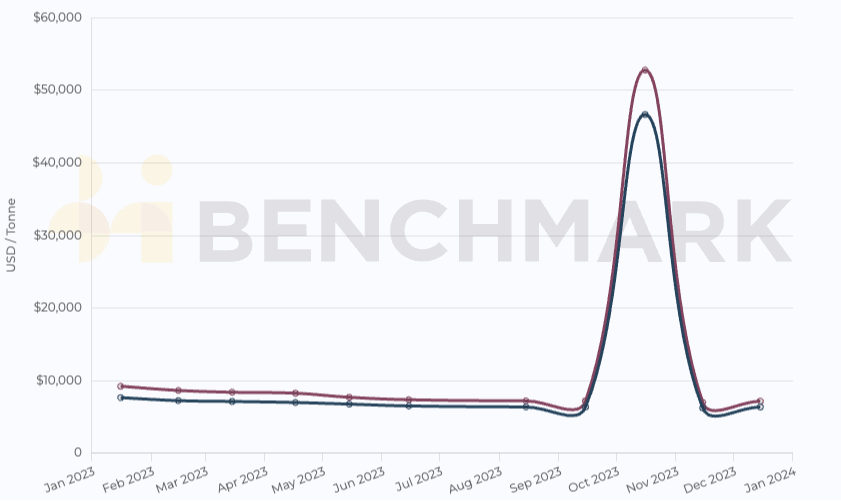 $60,000
$50,000
$40,000
$30,000
$20,000
$10,000
0
USD / Tonne
BENCHMARK
Jan 2023
Feb 2023
Mar 2023
Apr 2023
May 2023
Jun 2023
Jul 2023
Aug 2023
Sep 2023
Oct 2023
Nov 2023
Dec 2023
Jan 2024